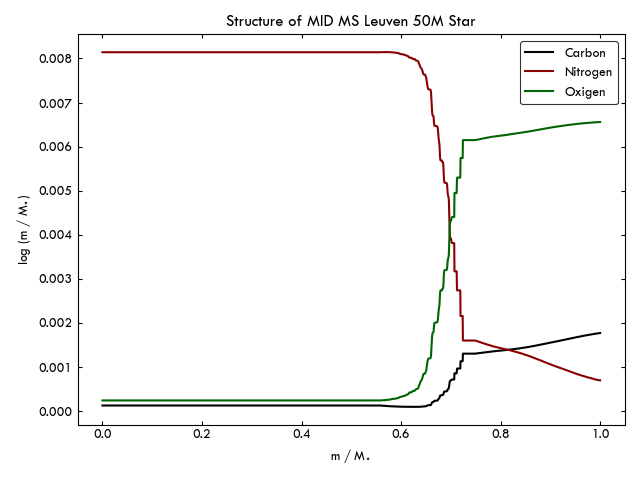 Structure of MID MS Leuven 50M Star
Carbon
Nitrogen
Oxigen
log (m / M⋆)
0.008
0.007
0.006
0.005
0.004
0.003
0.002
0.001
0.000
0.0 0.2 0.4 0.6 0.8 1.0
m / M⋆